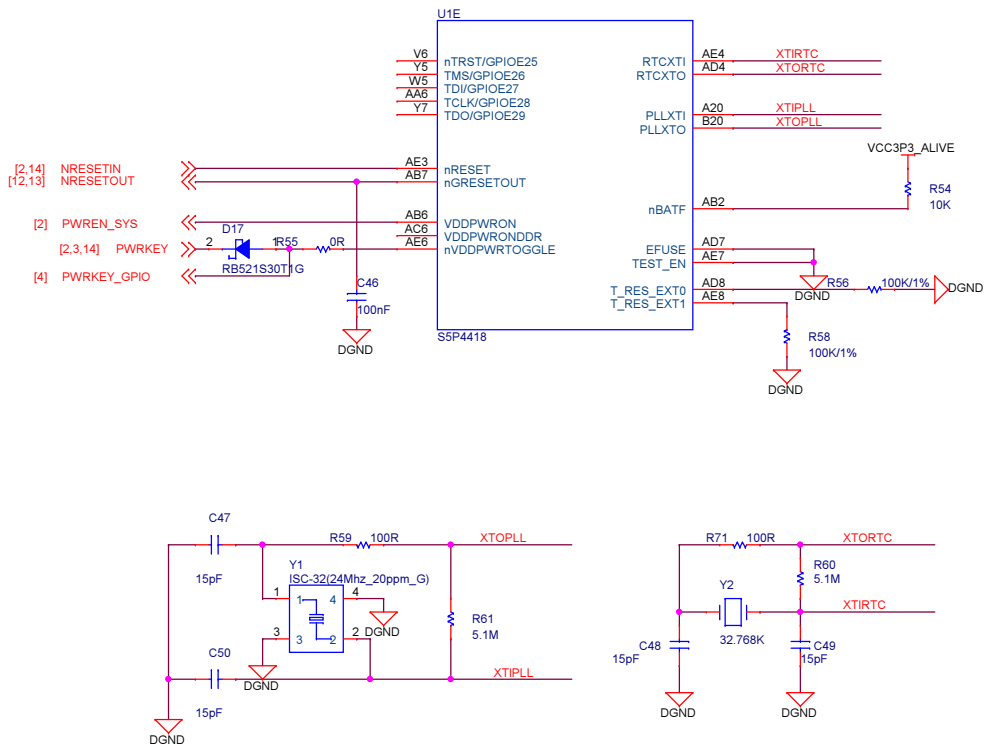 U1E
V6 nTRST/GPIOE25 RTCXTI AE4 XTIRTC
Y5 TMS/GPIOE26 RTCXTO AD4 XTORTC
W5 TDI/GPIOE27
AA6 TCLK/GPIOE28 PLLXTI A20 XTIPLL
Y7 TDO/GPIOE29 PLLXTO B20 XTOPLL
VCC3P3_ALIVE
[2,14] NRESETIN AE3 nRESET
[12,13] NRESETOUT AB7 nGRESETOUT
R54
10K
nBATF AB2
[2] PWREN_SYS AB6 VDDPWRON
D17 AC6 VDDPWRONDDR
[2,3,14] PWRKEY 2 1 R55 0R AE6 nVDDPWRTOGGLE EFUSE AD7
RB521S30T1G TEST_EN AE7
[4] PWRKEY_GPIO
C46
100nF
T_RES_EXT0 AD8 DGND R56 100K/1% DGND
T_RES_EXT1 AE8
DGND
S5P4418
R58
100K/1%
DGND
C47
15pF
R59 100R XTOPLL
Y1
ISC-32(24Mhz_20ppm_G)
1 1 4 4
DGND
3 3 2 2
DGND
R61
5.1M
C50
15pF
XTIPLL
DGND
R71 100R XTORTC
R60
5.1M
Y2
32.768K
XTIRTC
C48
15pF
C49
15pF
DGND DGND